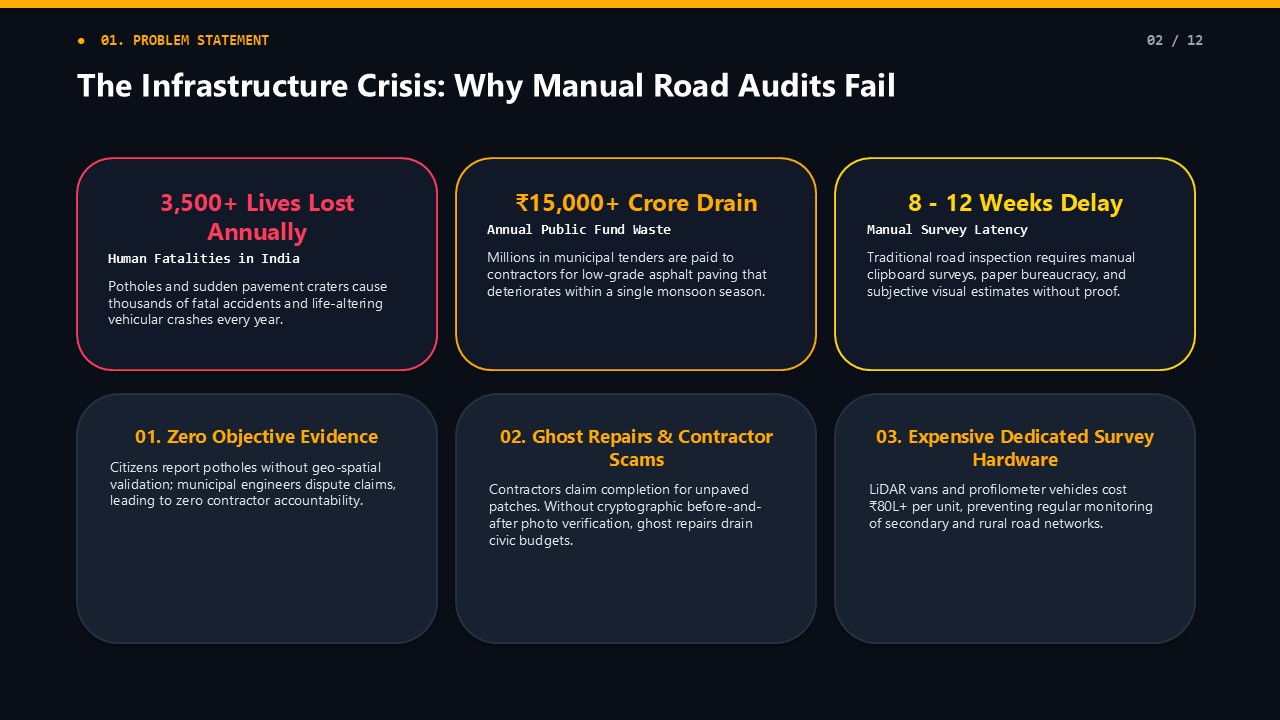 ● 01. PROBLEM STATEMENT
02 / 12
The Infrastructure Crisis: Why Manual Road Audits Fail
3,500+ Lives Lost
Annually
Human Fatalities in India
Potholes and sudden pavement craters cause
thousands of fatal accidents and life-altering
vehicular crashes every year.
₹15,000+ Crore Drain
Annual Public Fund Waste
Millions in municipal tenders are paid to
contractors for low-grade asphalt paving that
deteriorates within a single monsoon season.
8 - 12 Weeks Delay
Manual Survey Latency
Traditional road inspection requires manual
clipboard surveys, paper bureaucracy, and
subjective visual estimates without proof.
01. Zero Objective Evidence
Citizens report potholes without geo-spatial
validation; municipal engineers dispute claims,
leading to zero contractor accountability.
02. Ghost Repairs & Contractor
Scams
Contractors claim completion for unpaved
patches. Without cryptographic before-and-
after photo verification, ghost repairs drain
civic budgets.
03. Expensive Dedicated Survey
Hardware
LiDAR vans and profilometer vehicles cost
₹80L+ per unit, preventing regular monitoring
of secondary and rural road networks.